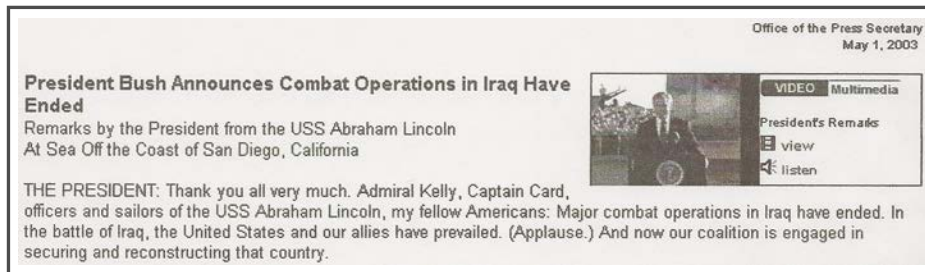 Office of the Press Secretary
May 1, 2003
President Bush Announces Combat Operations in Iraq Have
Ended
Remarks by the President from the USS Abraham Lincoln
At Sea Off the Coast of San Diego, California
VIDEO Multimedia
President's Remarks
view
listen
THE PRESIDENT: Thank you all very much. Admiral Kelly, Captain Card,
officers and sailors of the USS Abraham Lincoln, my fellow Americans: Major combat operations in Iraq have ended. In
the battle of Iraq, the United States and our allies have prevailed. (Applause.) And now our coalition is engaged in
securing and reconstructing that country.